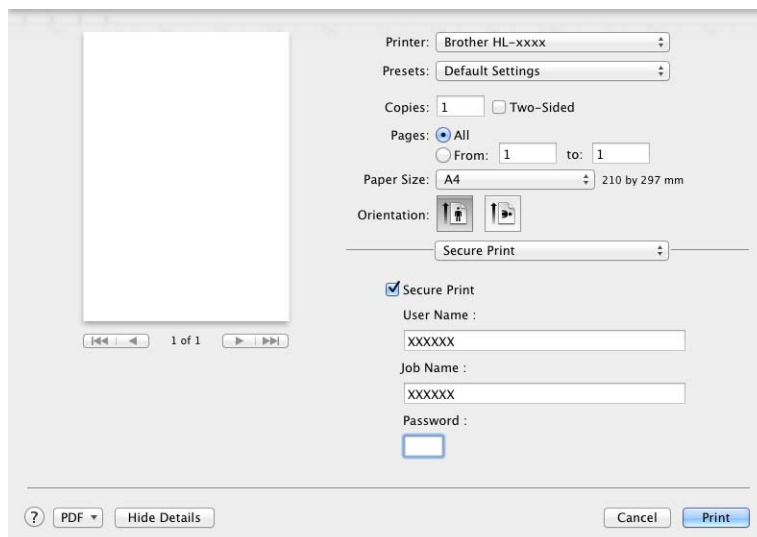 Printer: Brother HL-xxxx
Presets: Default Settings
Copies: 1 Two-Sided
Pages: All
From: 1 to: 1
Paper Size: A4 210 by 297 mm
Orientation:
Secure Print
Secure Print
User Name :
XXXXXX
Job Name :
XXXXXX
Password :
1 of 1
? PDF Hide Details Cancel Print